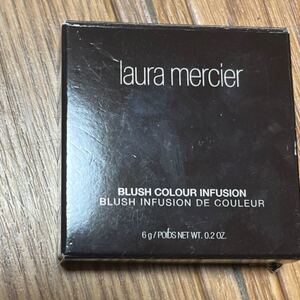 laura mercier
BLUSH COLOUR INFUSION
BLUSH INFUSION DE COULEUR
6 g / POIDS NET WT. 0.2 OZ.